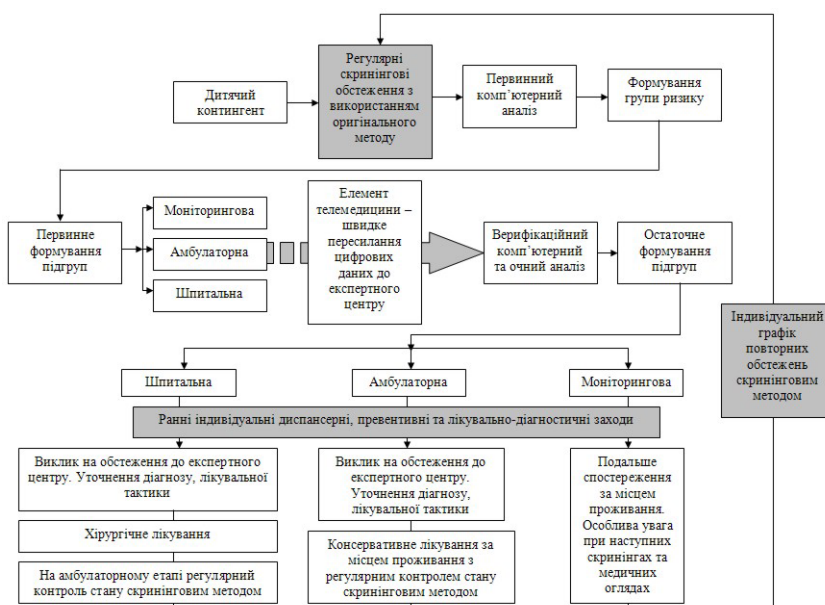 Дитячий
контингент
Регулярні
скринінгові
обстеження з
використанням
оригінального
методу
Первинний
комп’ютерний
аналіз
Формування
групи ризику
Первинне
формування
підгруп
Моніторингова
Амбулаторна
Шпитальна
Елемент
телемедицини –
швидке
пересилання
цифрових
даних до
експертного
центру
Верифікаційний
комп’ютерний
та очний аналіз
Остаточне
формування
підгруп
Індивідуальний
графік
повторних
обстежень
скринінговим
методом
Шпитальна
Амбулаторна
Моніторингова
Ранні індивідуальні диспансерні, превентивні та лікувально-діагностичні заходи
Виклик на обстеження до експертного
центру. Уточнення діагнозу, лікувальної
тактики
Хірургічне лікування
На амбулаторному етапі регулярний
контроль стану скринінговим методом
Виклик на обстеження до
експертного центру.
Уточнення діагнозу,
лікувальної тактики
Консервативне лікування за
місцем проживання з
регулярним контролем стану
скринінговим методом
Подальше
спостереження
за місцем
проживання.
Особлива увага
при наступних
скринінгах та
медичних
оглядах